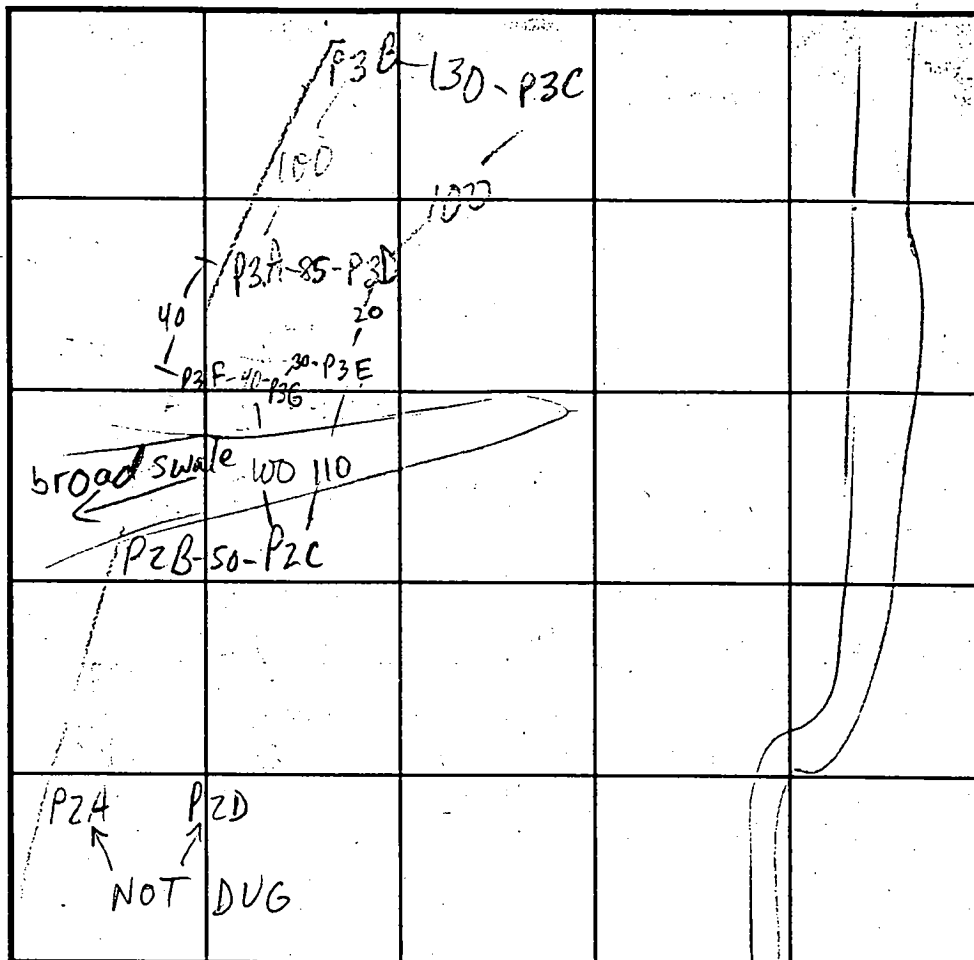 P3B-130-P3C
100
100
P3A-85-P3D
40
20
P3F-40-P3G-30-P3E
broad swale
100 110
P2B-50-P2C
P2A P2D
NOT DUG